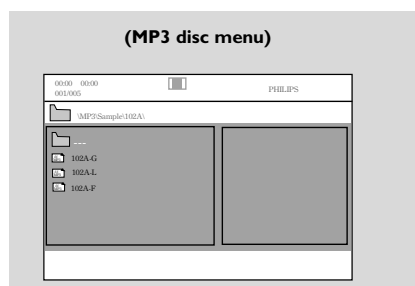 (MP3 disc menu)
00:00 00:00
001/005
PHILIPS
\MP3\Sample\102A\
---
102A-G
102A-L
102A-F